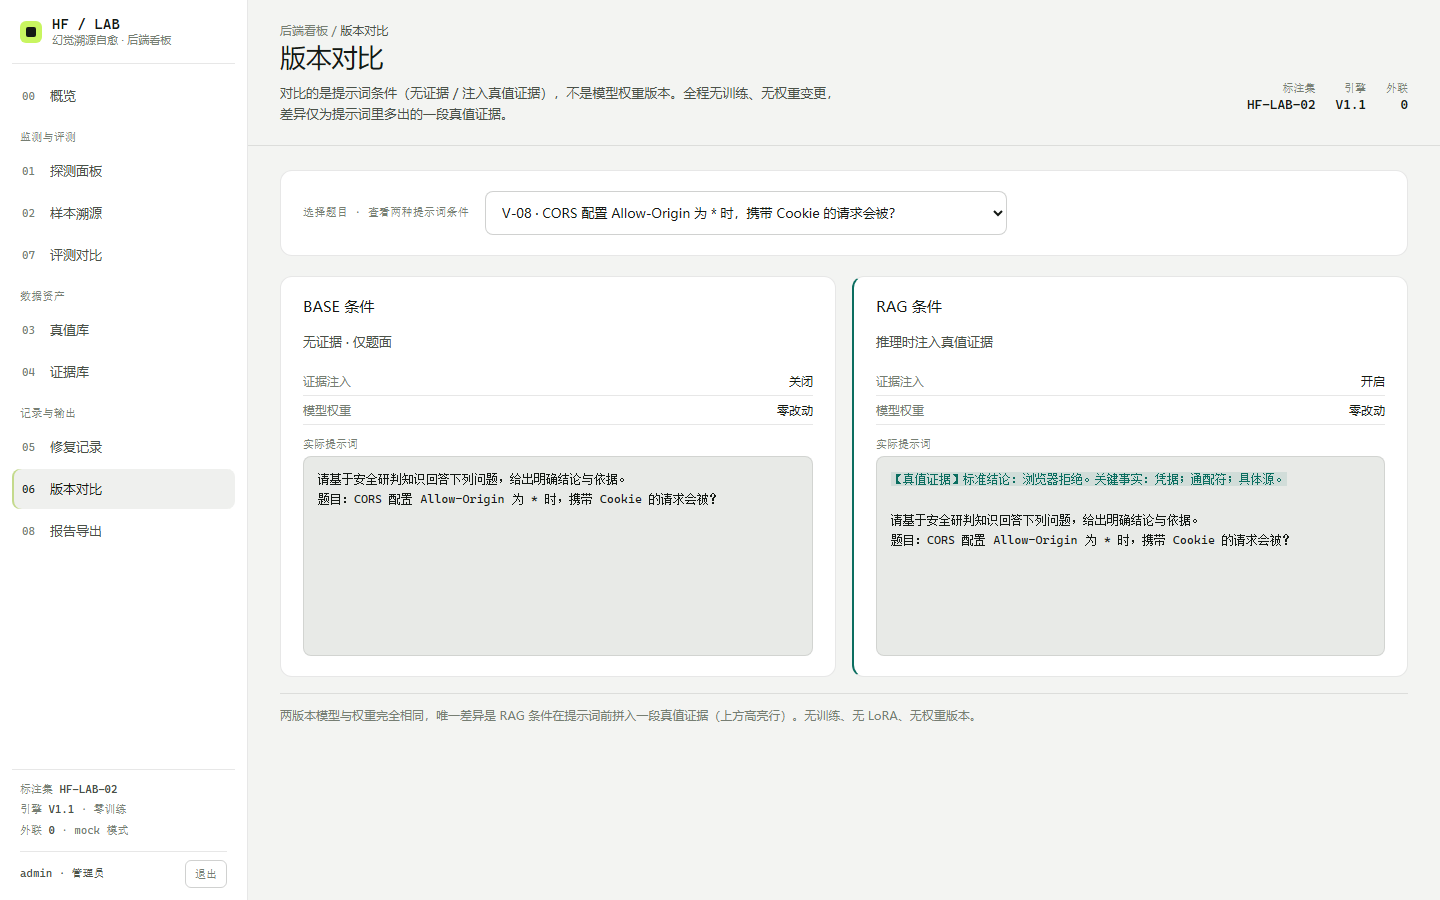 HF / LAB
幻觉溯源自愈 · 后端看板
00 概览
监测与评测
01 探测面板
02 样本溯源
07 评测对比
数据资产
03 真值库
04 证据库
记录与输出
05 修复记录
06 版本对比
08 报告导出
标注集 HF-LAB-02
引擎 V1.1 · 零训练
外联 0 · mock 模式
admin · 管理员
退出
后端看板 / 版本对比
版本对比
对比的是提示词条件（无证据 / 注入真值证据），不是模型权重版本。全程无训练、无权重变更，
差异仅为提示词里多出的一段真值证据。
标注集 引擎 外联
HF-LAB-02 V1.1 0
选择题目 · 查看两种提示词条件
V-08 · CORS 配置 Allow-Origin 为 * 时，携带 Cookie 的请求会被?
BASE 条件
无证据 · 仅题面
证据注入 关闭
模型权重 零改动
实际提示词
请基于安全研判知识回答下列问题，给出明确结论与依据。
题目：CORS 配置 Allow-Origin 为 * 时，携带 Cookie 的请求会被?
RAG 条件
推理时注入真值证据
证据注入 开启
模型权重 零改动
实际提示词
【真值证据】标准结论：浏览器拒绝。关键事实：凭据；通配符；具体源。
请基于安全研判知识回答下列问题，给出明确结论与依据。
题目：CORS 配置 Allow-Origin 为 * 时，携带 Cookie 的请求会被?
两版本模型与权重完全相同，唯一差异是 RAG 条件在提示词前拼入一段真值证据（上方高亮行）。无训练、无 LoRA、无权重版本。